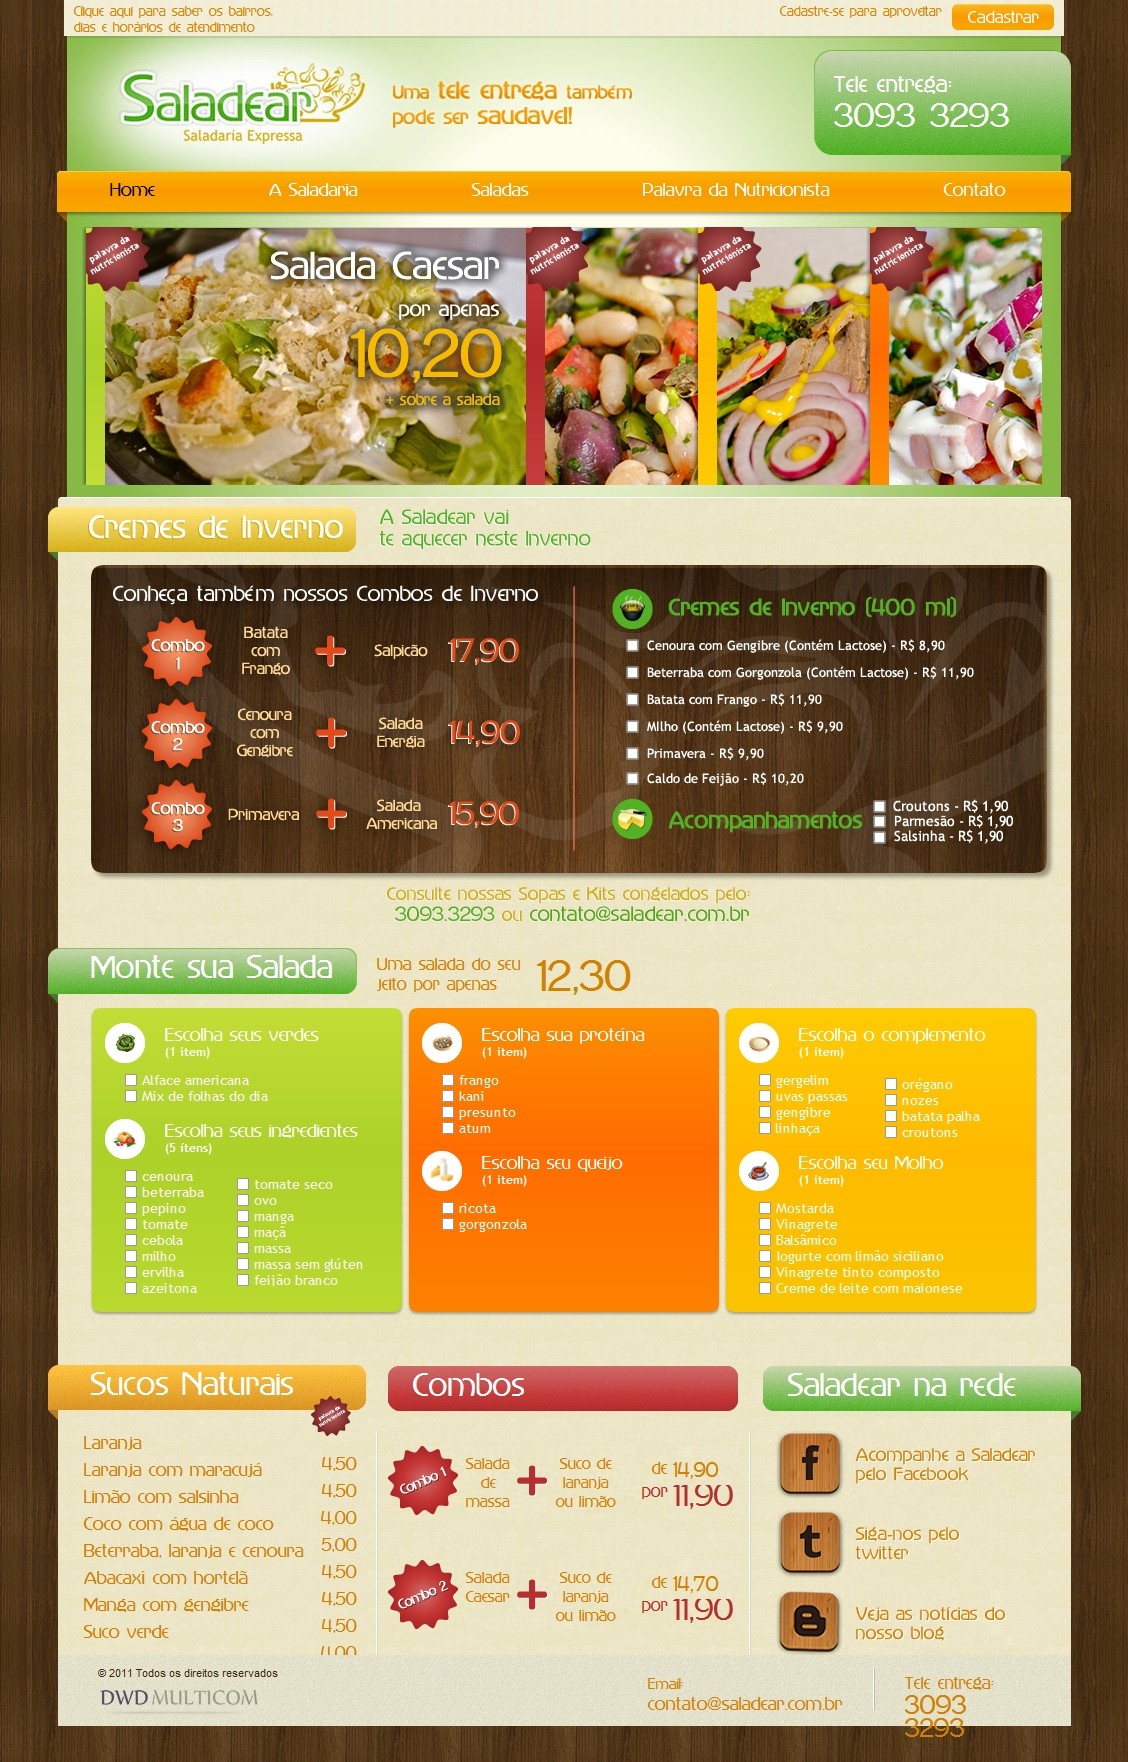 Clique aqui para saber os bairros,
dias e horários de atendimento
Cadastre-se para aproveitar
Cadastrar
Saladear
Saladaria Expressa
Uma tele entrega também
pode ser saudavel!
Tele entrega:
3093 3293
Home
A Saladaria
Saladas
Palavra da Nutricionista
Contato
palavra da
nutricionista
Salada Caesar
por apenas
10,20
+ sobre a salada
palavra da
nutricionista
palavra da
nutricionista
palavra da
nutricionista
Cremes de Inverno
A Saladear vai
te aquecer neste Inverno
Conheça também nossos Combos de Inverno
Combo
1
Batata
com
Frango
+
Salpicão
17,90
Combo
2
Cenoura
com
Gengibre
+
Salada
Energia
14,90
Combo
3
Primavera
+
Salada
Americana
15,90
Cremes de Inverno (400 ml)
Cenoura com Gengibre (Contém Lactose) - R$ 8,90
Beterraba com Gorgonzola (Contém Lactose) - R$ 11,90
Batata com Frango - R$ 11,90
MIlho (Contém Lactose) - R$ 9,90
Primavera - R$ 9,90
Caldo de Feijão - R$ 10,20
Acompanhamentos
Croutons - R$ 1,90
Parmesão - R$ 1,90
Salsinha - R$ 1,90
Consulte nossas Sopas e Kits congelados pelo:
3093.3293 ou contato@saladear.com.br
Monte sua Salada
Uma salada do seu
jeito por apenas
12,30
Escolha seus verdes
(1 item)
Alface americana
Mix de folhas do dia
Escolha seus ingredientes
(5 itens)
cenoura
beterraba
pepino
tomate
cebola
milho
ervilha
azeitona
tomate seco
ovo
manga
maçã
massa
massa sem glúten
feijão branco
Escolha sua proteína
(1 item)
frango
kani
presunto
atum
Escolha seu queijo
(1 item)
ricota
gorgonzola
Escolha o complemento
(1 item)
gergelim
uvas passas
gengibre
linhaça
orégano
nozes
batata palha
croutons
Escolha seu Molho
(1 item)
Mostarda
Vinagrete
Balsâmico
Iogurte com limão siciliano
Vinagrete tinto composto
Creme de leite com maionese
Sucos Naturais
palavra da
nutricionista
Laranja
Laranja com maracujá
Limão com salsinha
Coco com água de coco
Beterraba, laranja e cenoura
Abacaxi com hortelã
Manga com gengibre
Suco verde
4,50
4,50
4,00
5,00
4,50
4,50
4,50
4,00
Combos
Combo 1
Salada
de
massa
+
Suco de
laranja
ou limão
de 14,90
por 11,90
Combo 2
Salada
Caesar
+
Suco de
laranja
ou limão
de 14,70
por 11,90
Saladear na rede
f
Acompanhe a Saladear
pelo Facebook
t
Siga-nos pelo
twitter
B
Veja as notícias do
nosso blog
© 2011 Todos os direitos reservados
DWD MULTICOM
Email:
contato@saladear.com.br
Tele entrega:
3093
3293